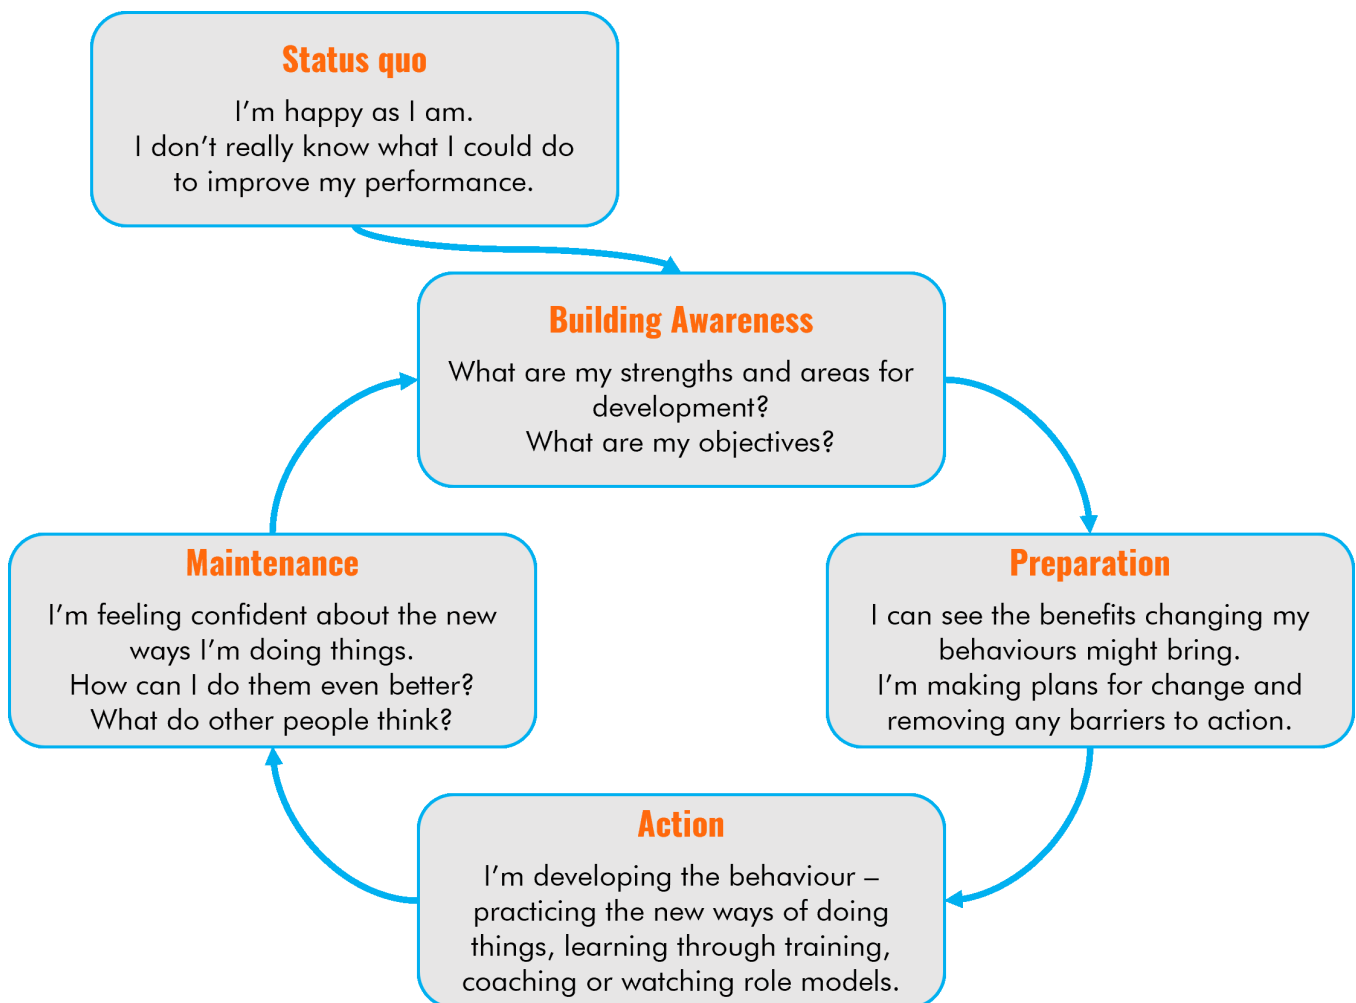 Status quo
I'm happy as I am.
I don't really know what I could do
to improve my performance.
Building Awareness
What are my strengths and areas for
development?
What are my objectives?
Maintenance
I'm feeling confident about the new
ways I'm doing things.
How can I do them even better?
What do other people think?
Preparation
I can see the benefits changing my
behaviours might bring.
I'm making plans for change and
removing any barriers to action.
Action
I'm developing the behaviour –
practicing the new ways of doing
things, learning through training,
coaching or watching role models.